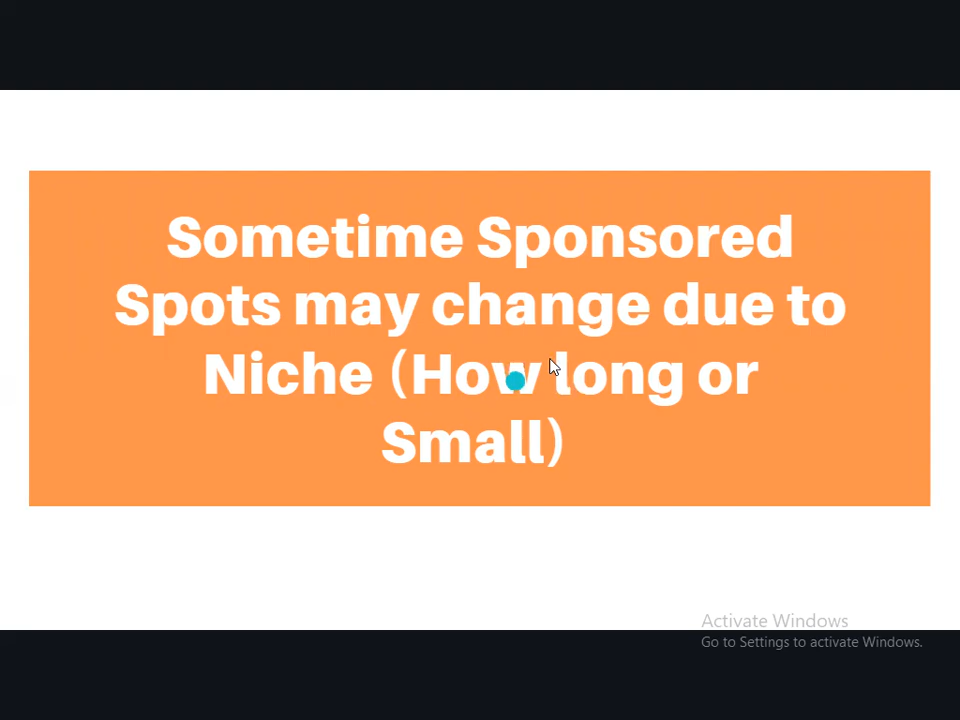 Sometime Sponsored
Spots may change due to
Niche (How long or
Small)
Activate Windows
Go to Settings to activate Windows.